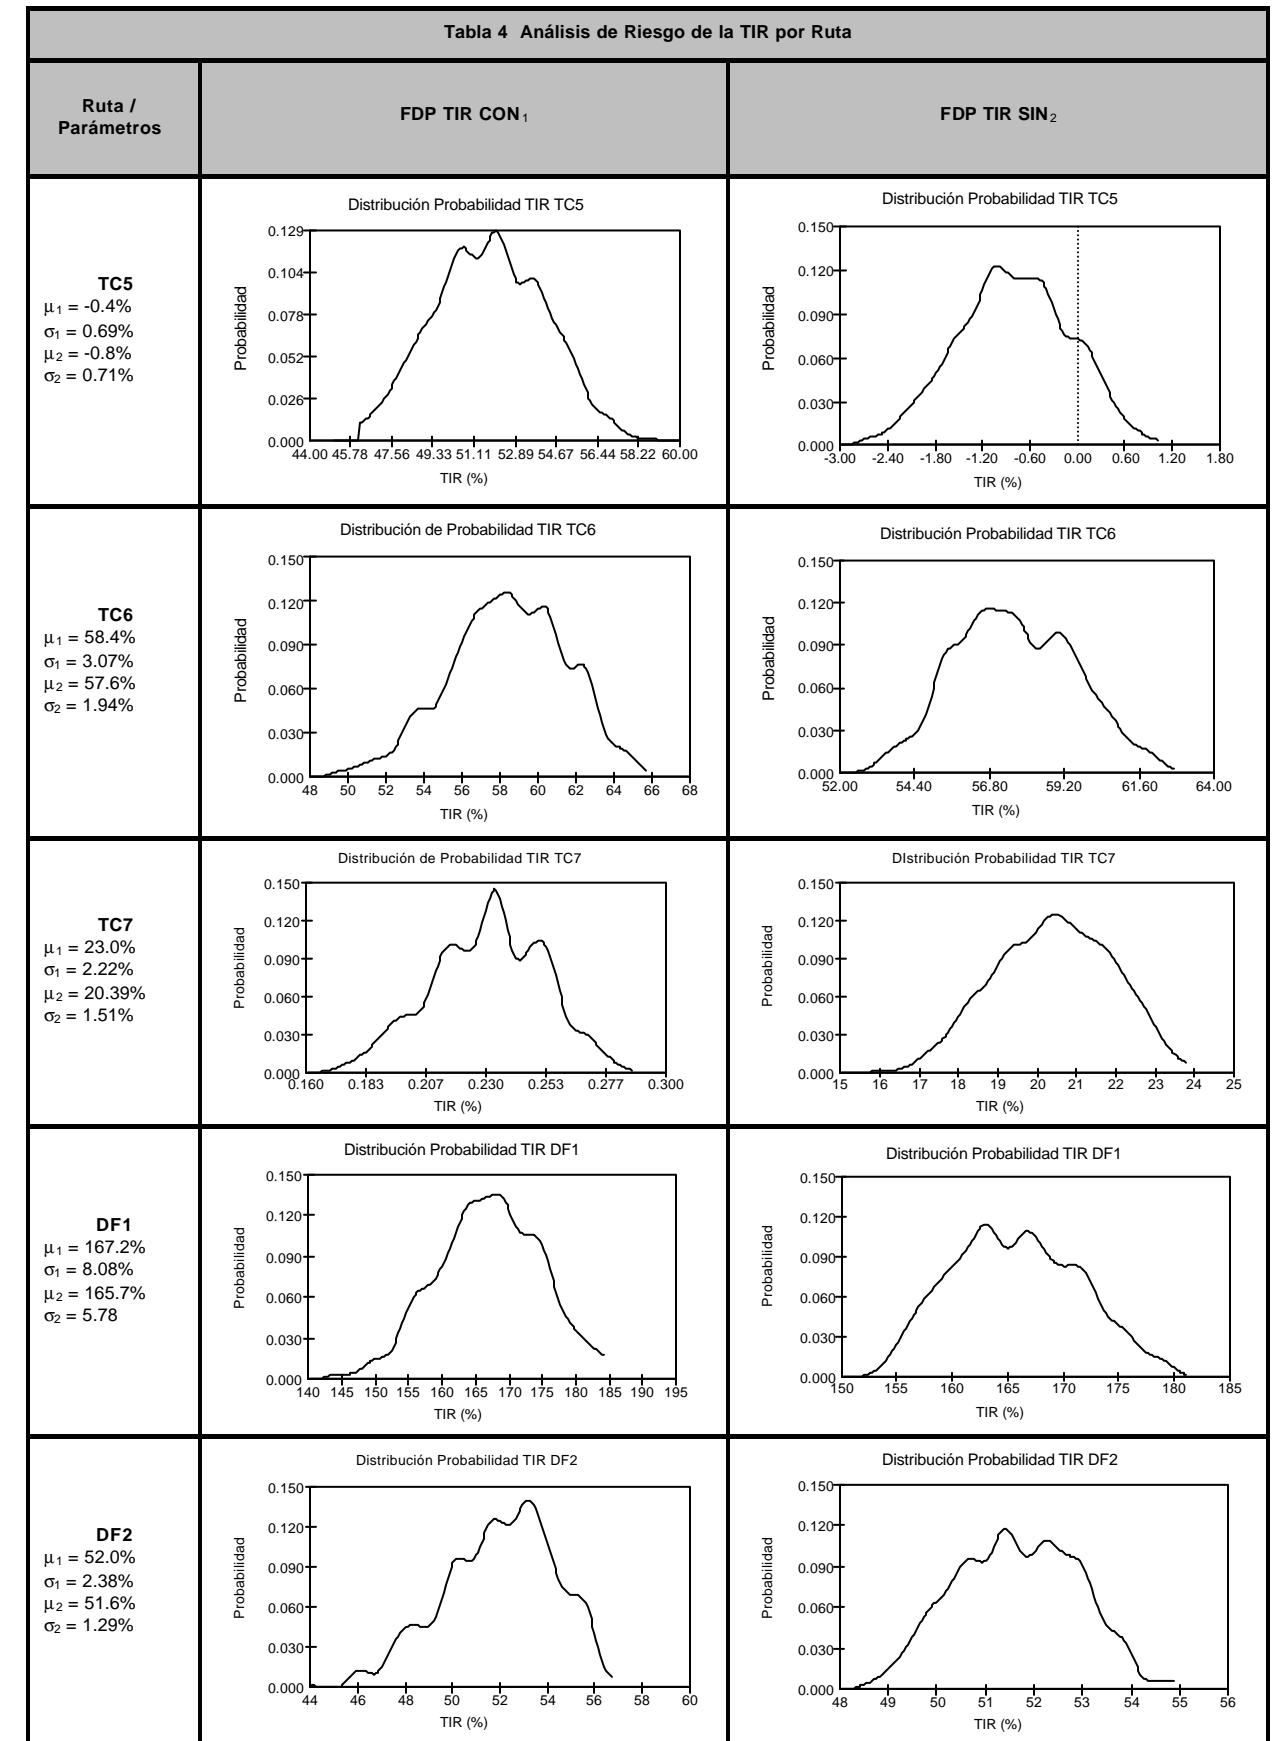 Tabla 4  Análisis de Riesgo de la TIR por Ruta
Ruta /
Parámetros
FDP TIR CON1
FDP TIR SIN2
TC5
μ1 = -0.4%
σ1 = 0.69%
μ2 = -0.8%
σ2 = 0.71%
Distribución Probabilidad TIR TC5
0.129
0.104
0.078
0.052
0.026
0.000
Probabilidad
44.00 45.78 47.56 49.33 51.11 52.89 54.67 56.44 58.22 60.00
TIR (%)
Distribución Probabilidad TIR TC5
0.150
0.120
0.090
0.060
0.030
0.000
Probabilidad
-3.00 -2.40 -1.80 -1.20 -0.60 0.00 0.60 1.20 1.80
TIR (%)
TC6
μ1 = 58.4%
σ1 = 3.07%
μ2 = 57.6%
σ2 = 1.94%
Distribución de Probabilidad TIR TC6
0.150
0.120
0.090
0.060
0.030
0.000
Probabilidad
48 50 52 54 56 58 60 62 64 66 68
TIR (%)
Distribución Probabilidad TIR TC6
0.150
0.120
0.090
0.060
0.030
0.000
Probabilidad
52.00 54.40 56.80 59.20 61.60 64.00
TIR (%)
TC7
μ1 = 23.0%
σ1 = 2.22%
μ2 = 20.39%
σ2 = 1.51%
Distribución de Probabilidad TIR TC7
0.150
0.120
0.090
0.060
0.030
0.000
Probabilidad
0.160 0.183 0.207 0.230 0.253 0.277 0.300
TIR (%)
DIstribución Probabilidad TIR TC7
0.150
0.120
0.090
0.060
0.030
0.000
Probabilidad
15 16 17 18 19 20 21 22 23 24 25
TIR (%)
DF1
μ1 = 167.2%
σ1 = 8.08%
μ2 = 165.7%
σ2 = 5.78
Distribución Probabilidad TIR DF1
0.150
0.120
0.090
0.060
0.030
0.000
Probabilidad
140 145 150 155 160 165 170 175 180 185 190 195
TIR (%)
Distribución Probabilidad TIR DF1
0.150
0.120
0.090
0.060
0.030
0.000
Probabilidad
150 155 160 165 170 175 180 185
TIR (%)
DF2
μ1 = 52.0%
σ1 = 2.38%
μ2 = 51.6%
σ2 = 1.29%
Distribución Probabilidad TIR DF2
0.150
0.120
0.090
0.060
0.030
0.000
Probabilidad
44 46 48 50 52 54 56 58 60
TIR (%)
Distribución Probabilidad TIR DF2
0.150
0.120
0.090
0.060
0.030
0.000
Probabilidad
48 49 50 51 52 53 54 55 56
TIR (%)